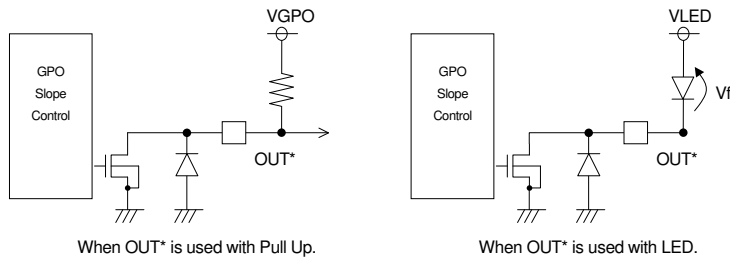 VGPO
GPO
Slope
Control
OUT*
When OUT* is used with Pull Up.
VLED
GPO
Slope
Control
Vf
OUT*
When OUT* is used with LED.